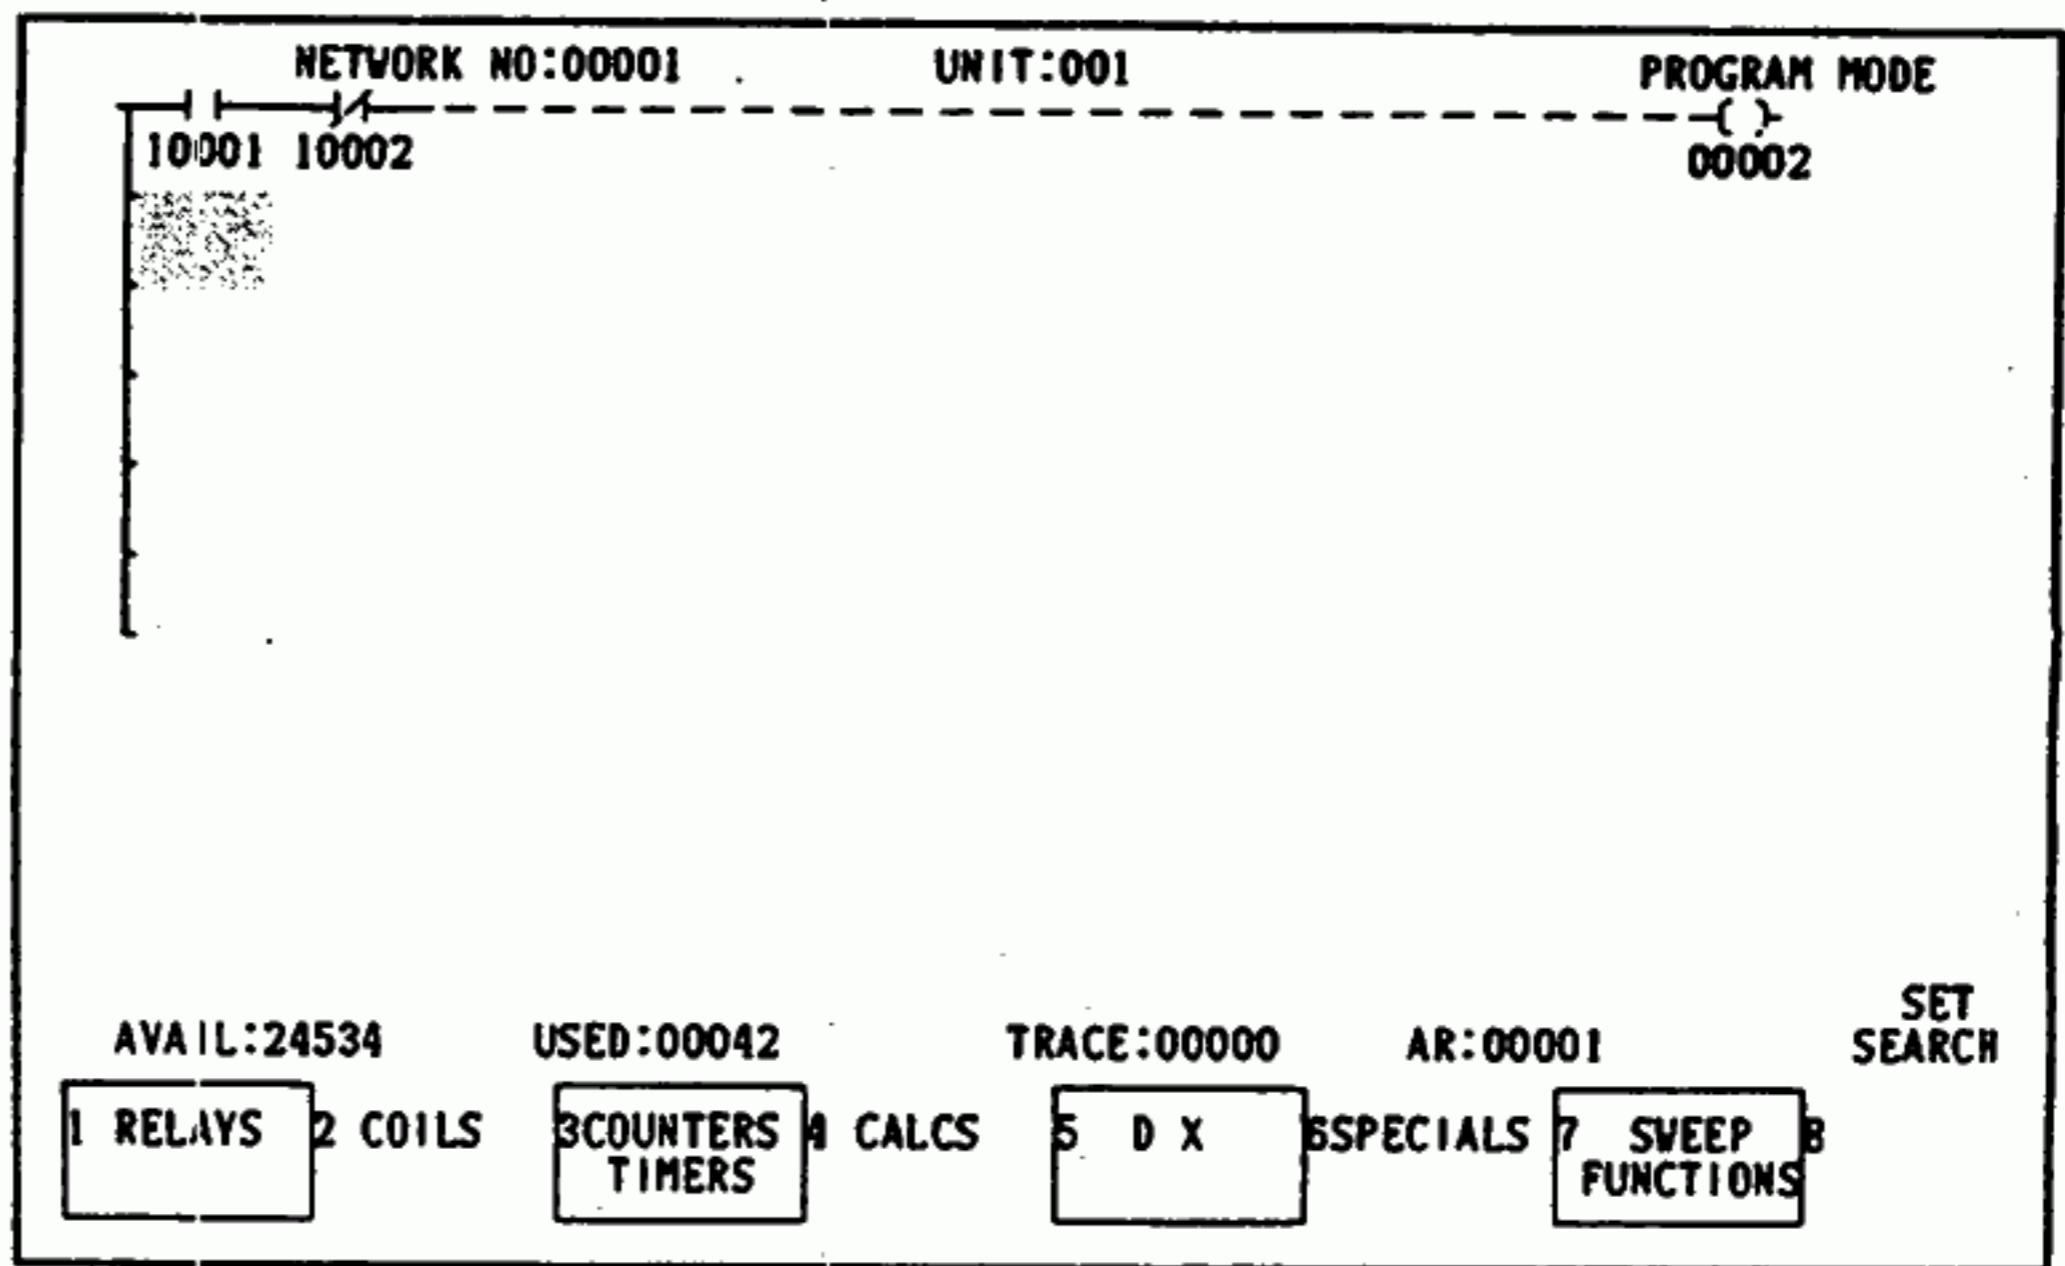 NETWORK NO:00001 UNIT:001 PROGRAM MODE
10001 10002 00002
SET
AVAIL:24534 USED:00042 TRACE:00000 AR:00001 SEARCH
1 RELAYS 2 COILS 3COUNTERS 4 CALCS 5 D X 6SPECIALS 7 SWEEP 8
TIMERS FUNCTIONS